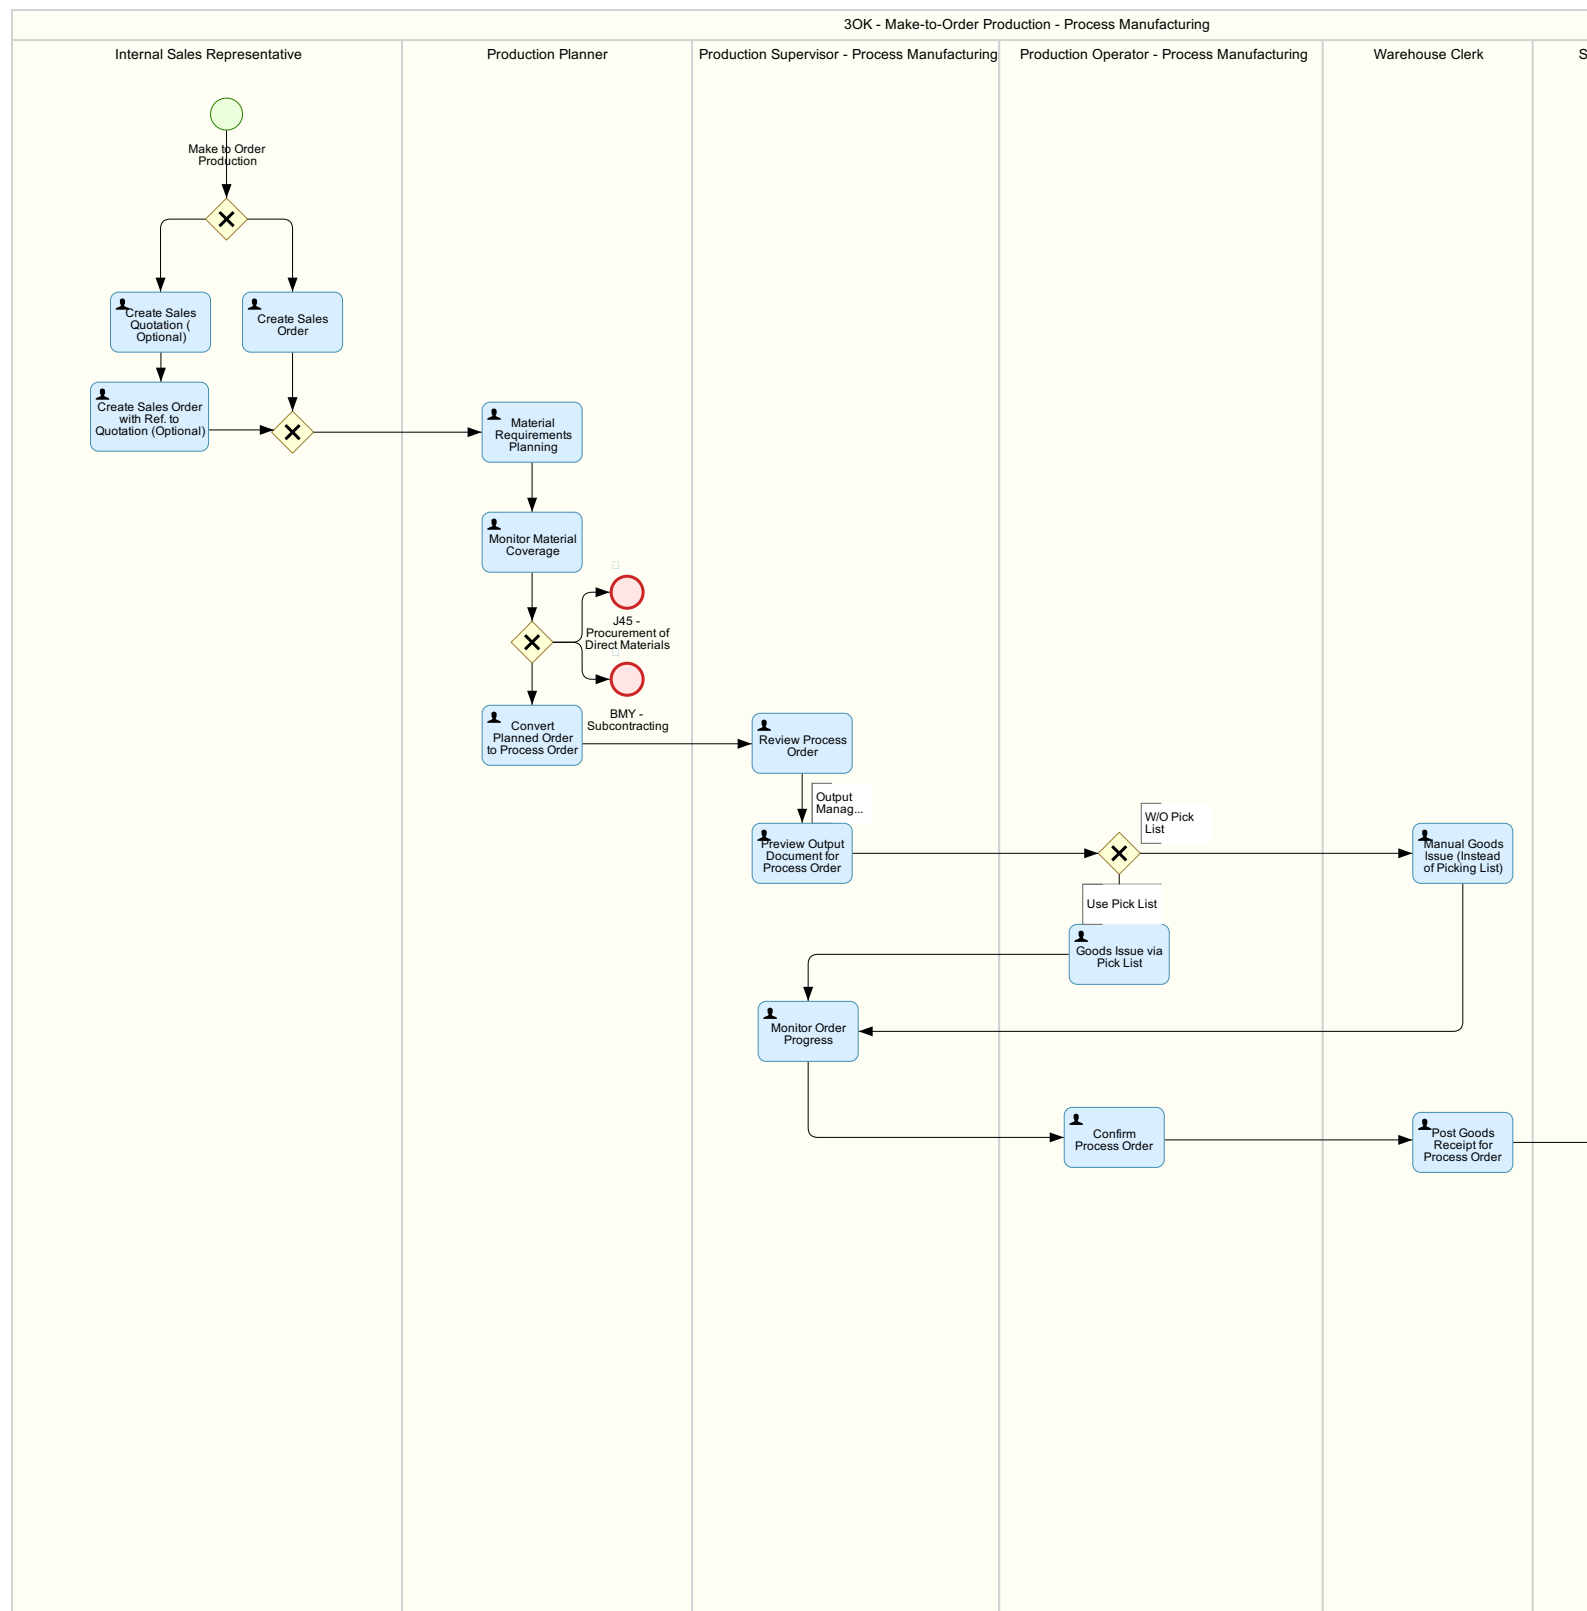 3OK - Make-to-Order Production - Process Manufacturing
Internal Sales Representative
Production Planner
Production Supervisor - Process Manufacturing
Production Operator - Process Manufacturing
Warehouse Clerk
S
Make to Order
Production
Create Sales
Quotation (
Optional)
Create Sales
Order
Create Sales Order
with Ref. to
Quotation (Optional)
Material
Requirements
Planning
Monitor Material
Coverage
J45 -
Procurement of
Direct Materials
BMY -
Subcontracting
Convert
Planned Order
to Process Order
Review Process
Order
Output
Manag...
Preview Output
Document for
Process Order
W/O Pick
List
Use Pick List
Manual Goods
Issue (Instead
of Picking List)
Goods Issue via
Pick List
Monitor Order
Progress
Confirm
Process Order
Post Goods
Receipt for
Process Order